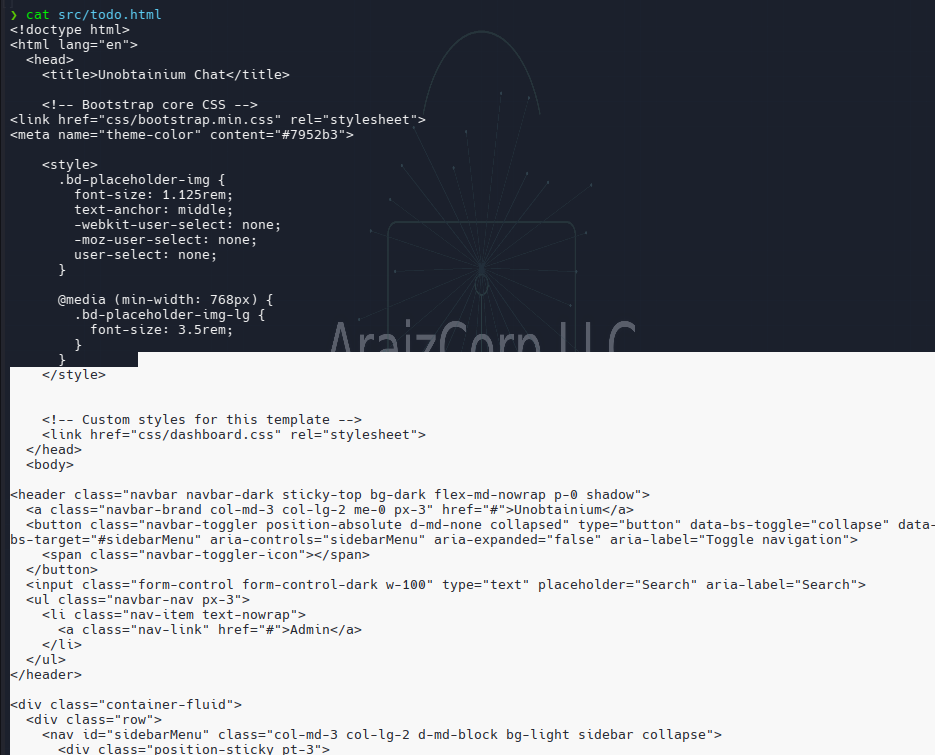 ❯ cat src/todo.html
<!doctype html>
<html lang="en">
  <head>
    <title>Unobtainium Chat</title>

    <!-- Bootstrap core CSS -->
<link href="css/bootstrap.min.css" rel="stylesheet">
<meta name="theme-color" content="#7952b3">

    <style>
      .bd-placeholder-img {
        font-size: 1.125rem;
        text-anchor: middle;
        -webkit-user-select: none;
        -moz-user-select: none;
        user-select: none;
      }

      @media (min-width: 768px) {
        .bd-placeholder-img-lg {
          font-size: 3.5rem;
        }
AraizCorp LLC
      }
    </style>


    <!-- Custom styles for this template -->
    <link href="css/dashboard.css" rel="stylesheet">
  </head>
  <body>

<header class="navbar navbar-dark sticky-top bg-dark flex-md-nowrap p-0 shadow">
  <a class="navbar-brand col-md-3 col-lg-2 me-0 px-3" href="#">Unobtainium</a>
  <button class="navbar-toggler position-absolute d-md-none collapsed" type="button" data-bs-toggle="collapse" data-
bs-target="#sidebarMenu" aria-controls="sidebarMenu" aria-expanded="false" aria-label="Toggle navigation">
    <span class="navbar-toggler-icon"></span>
  </button>
  <input class="form-control form-control-dark w-100" type="text" placeholder="Search" aria-label="Search">
  <ul class="navbar-nav px-3">
    <li class="nav-item text-nowrap">
      <a class="nav-link" href="#">Admin</a>
    </li>
  </ul>
</header>

<div class="container-fluid">
  <div class="row">
    <nav id="sidebarMenu" class="col-md-3 col-lg-2 d-md-block bg-light sidebar collapse">
      <div class="position-sticky pt-3">